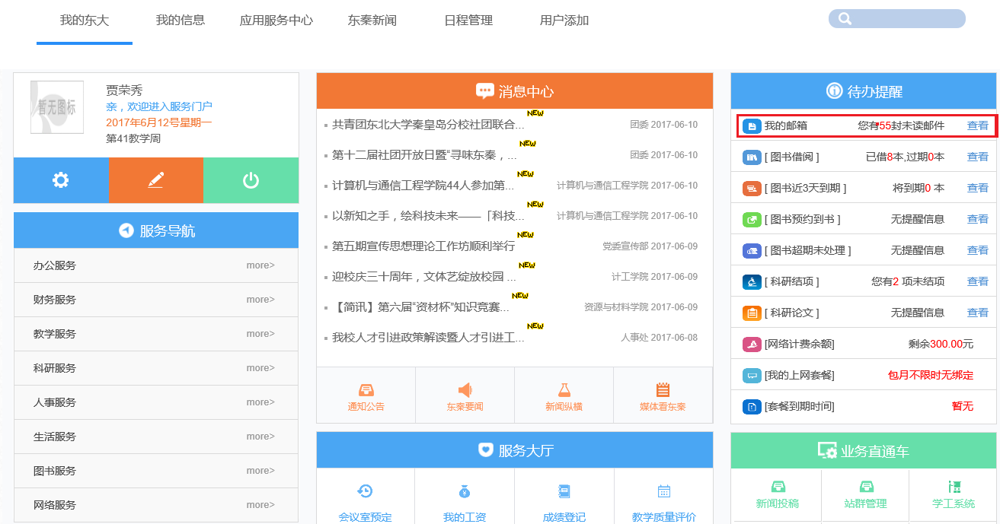 我的东大 我的信息 应用服务中心 东秦新闻 日程管理 用户添加
暂无图标
贾荣秀
亲，欢迎进入服务门户
2017年6月12号星期一
第41教学周
服务导航
办公服务 more>
财务服务 more>
教学服务 more>
科研服务 more>
人事服务 more>
生活服务 more>
图书服务 more>
网络服务 more>
消息中心
共青团东北大学秦皇岛分校社团联合... NEW 团委 2017-06-10
第十二届社团开放日暨“寻味东秦，... NEW 团委 2017-06-10
计算机与通信工程学院44人参加第... NEW 计算机与通信工程学院 2017-06-10
以新知之手，绘科技未来——「科技... NEW 计算机与通信工程学院 2017-06-10
第五期宣传思想理论工作坊顺利举行 NEW 党委宣传部 2017-06-09
迎校庆三十周年，文体艺绽放校园 ... NEW 计工学院 2017-06-09
【简讯】第六届“资材杯”知识竞赛... NEW 资源与材料学院 2017-06-09
我校人才引进政策解读暨人才引进工... NEW 人事处 2017-06-08
通知公告 东秦要闻 新闻纵横 媒体看东秦
服务大厅
会议室预定 我的工资 成绩登记 教学质量评价
待办提醒
我的邮箱 您有55封未读邮件 查看
[ 图书借阅 ] 已借8本,过期0本 查看
[ 图书近3天到期 ] 将到期0 本 查看
[ 图书预约到书 ] 无提醒信息 查看
[ 图书超期未处理 ] 无提醒信息 查看
[ 科研结项 ] 您有2 项未结项 查看
[ 科研论文 ] 无提醒信息 查看
[网络计费余额] 剩余300.00元
[我的上网套餐] 包月不限时无绑定
[套餐到期时间] 暂无
业务直通车
新闻投稿 站群管理 学工系统